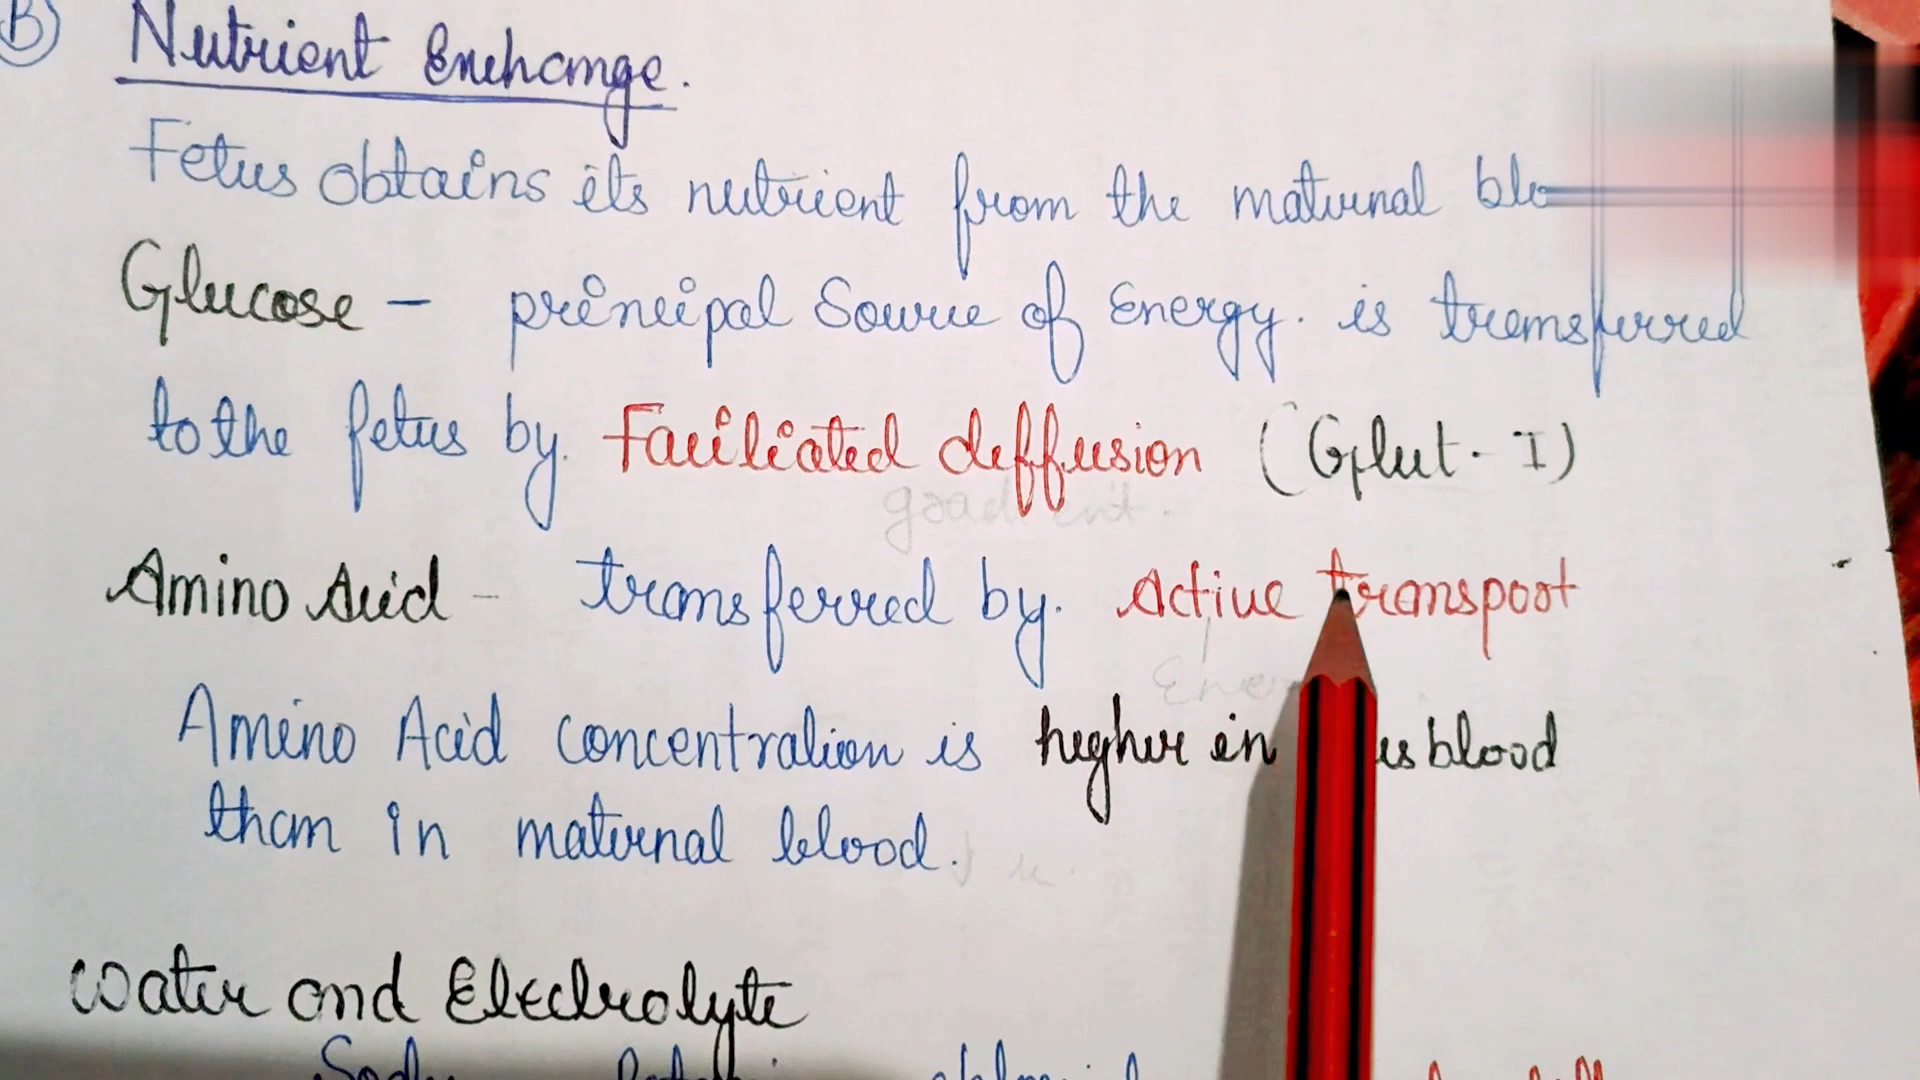 B) Nutrient Exchange.
Fetus obtains its nutrient from the maternal blo
Glucose - principal Source of Energy. is transferred
to the fetus by. Faciliated diffusion (Glut-I)
gradient.
Amino Acid - transferred by. Active transport
Amino Acid concentration is higher in us blood
than in maternal blood.
Water and Electrolyte